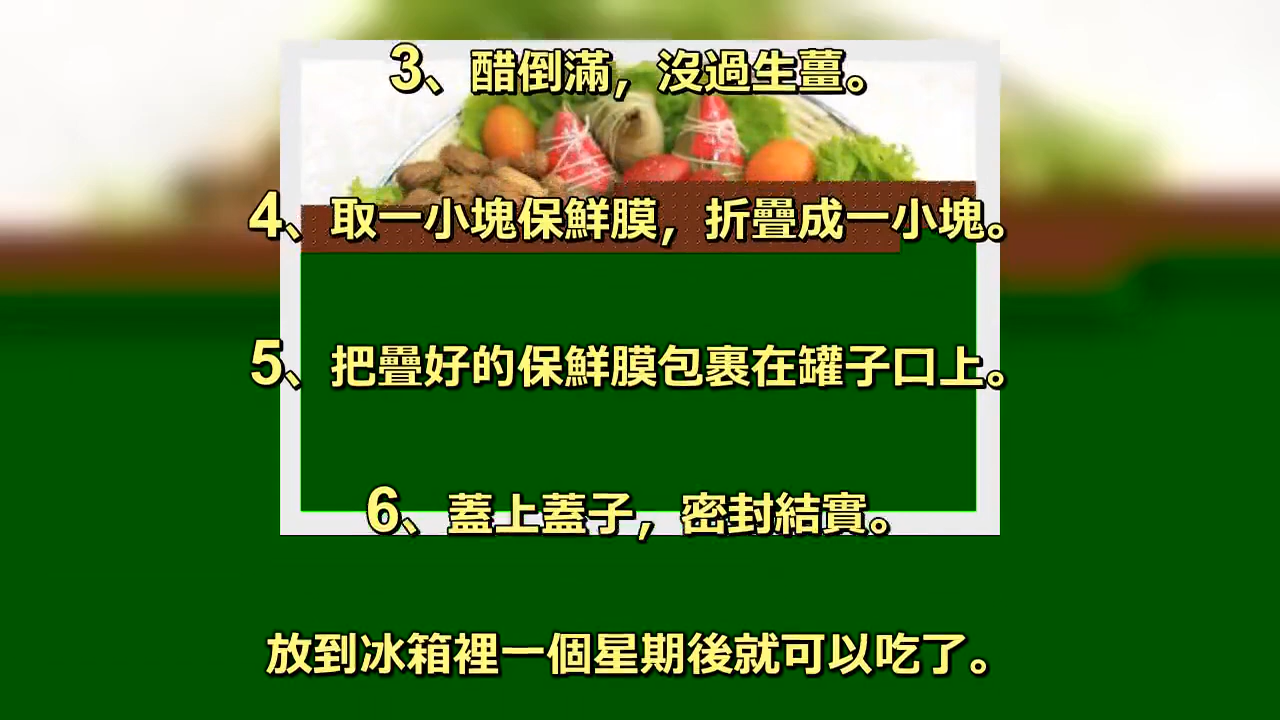 3、醋倒滿，沒過生薑。
4、取一小塊保鮮膜，折疊成一小塊。
5、把疊好的保鮮膜包裹在罐子口上。
6、蓋上蓋子，密封結實。
放到冰箱裡一個星期後就可以吃了。